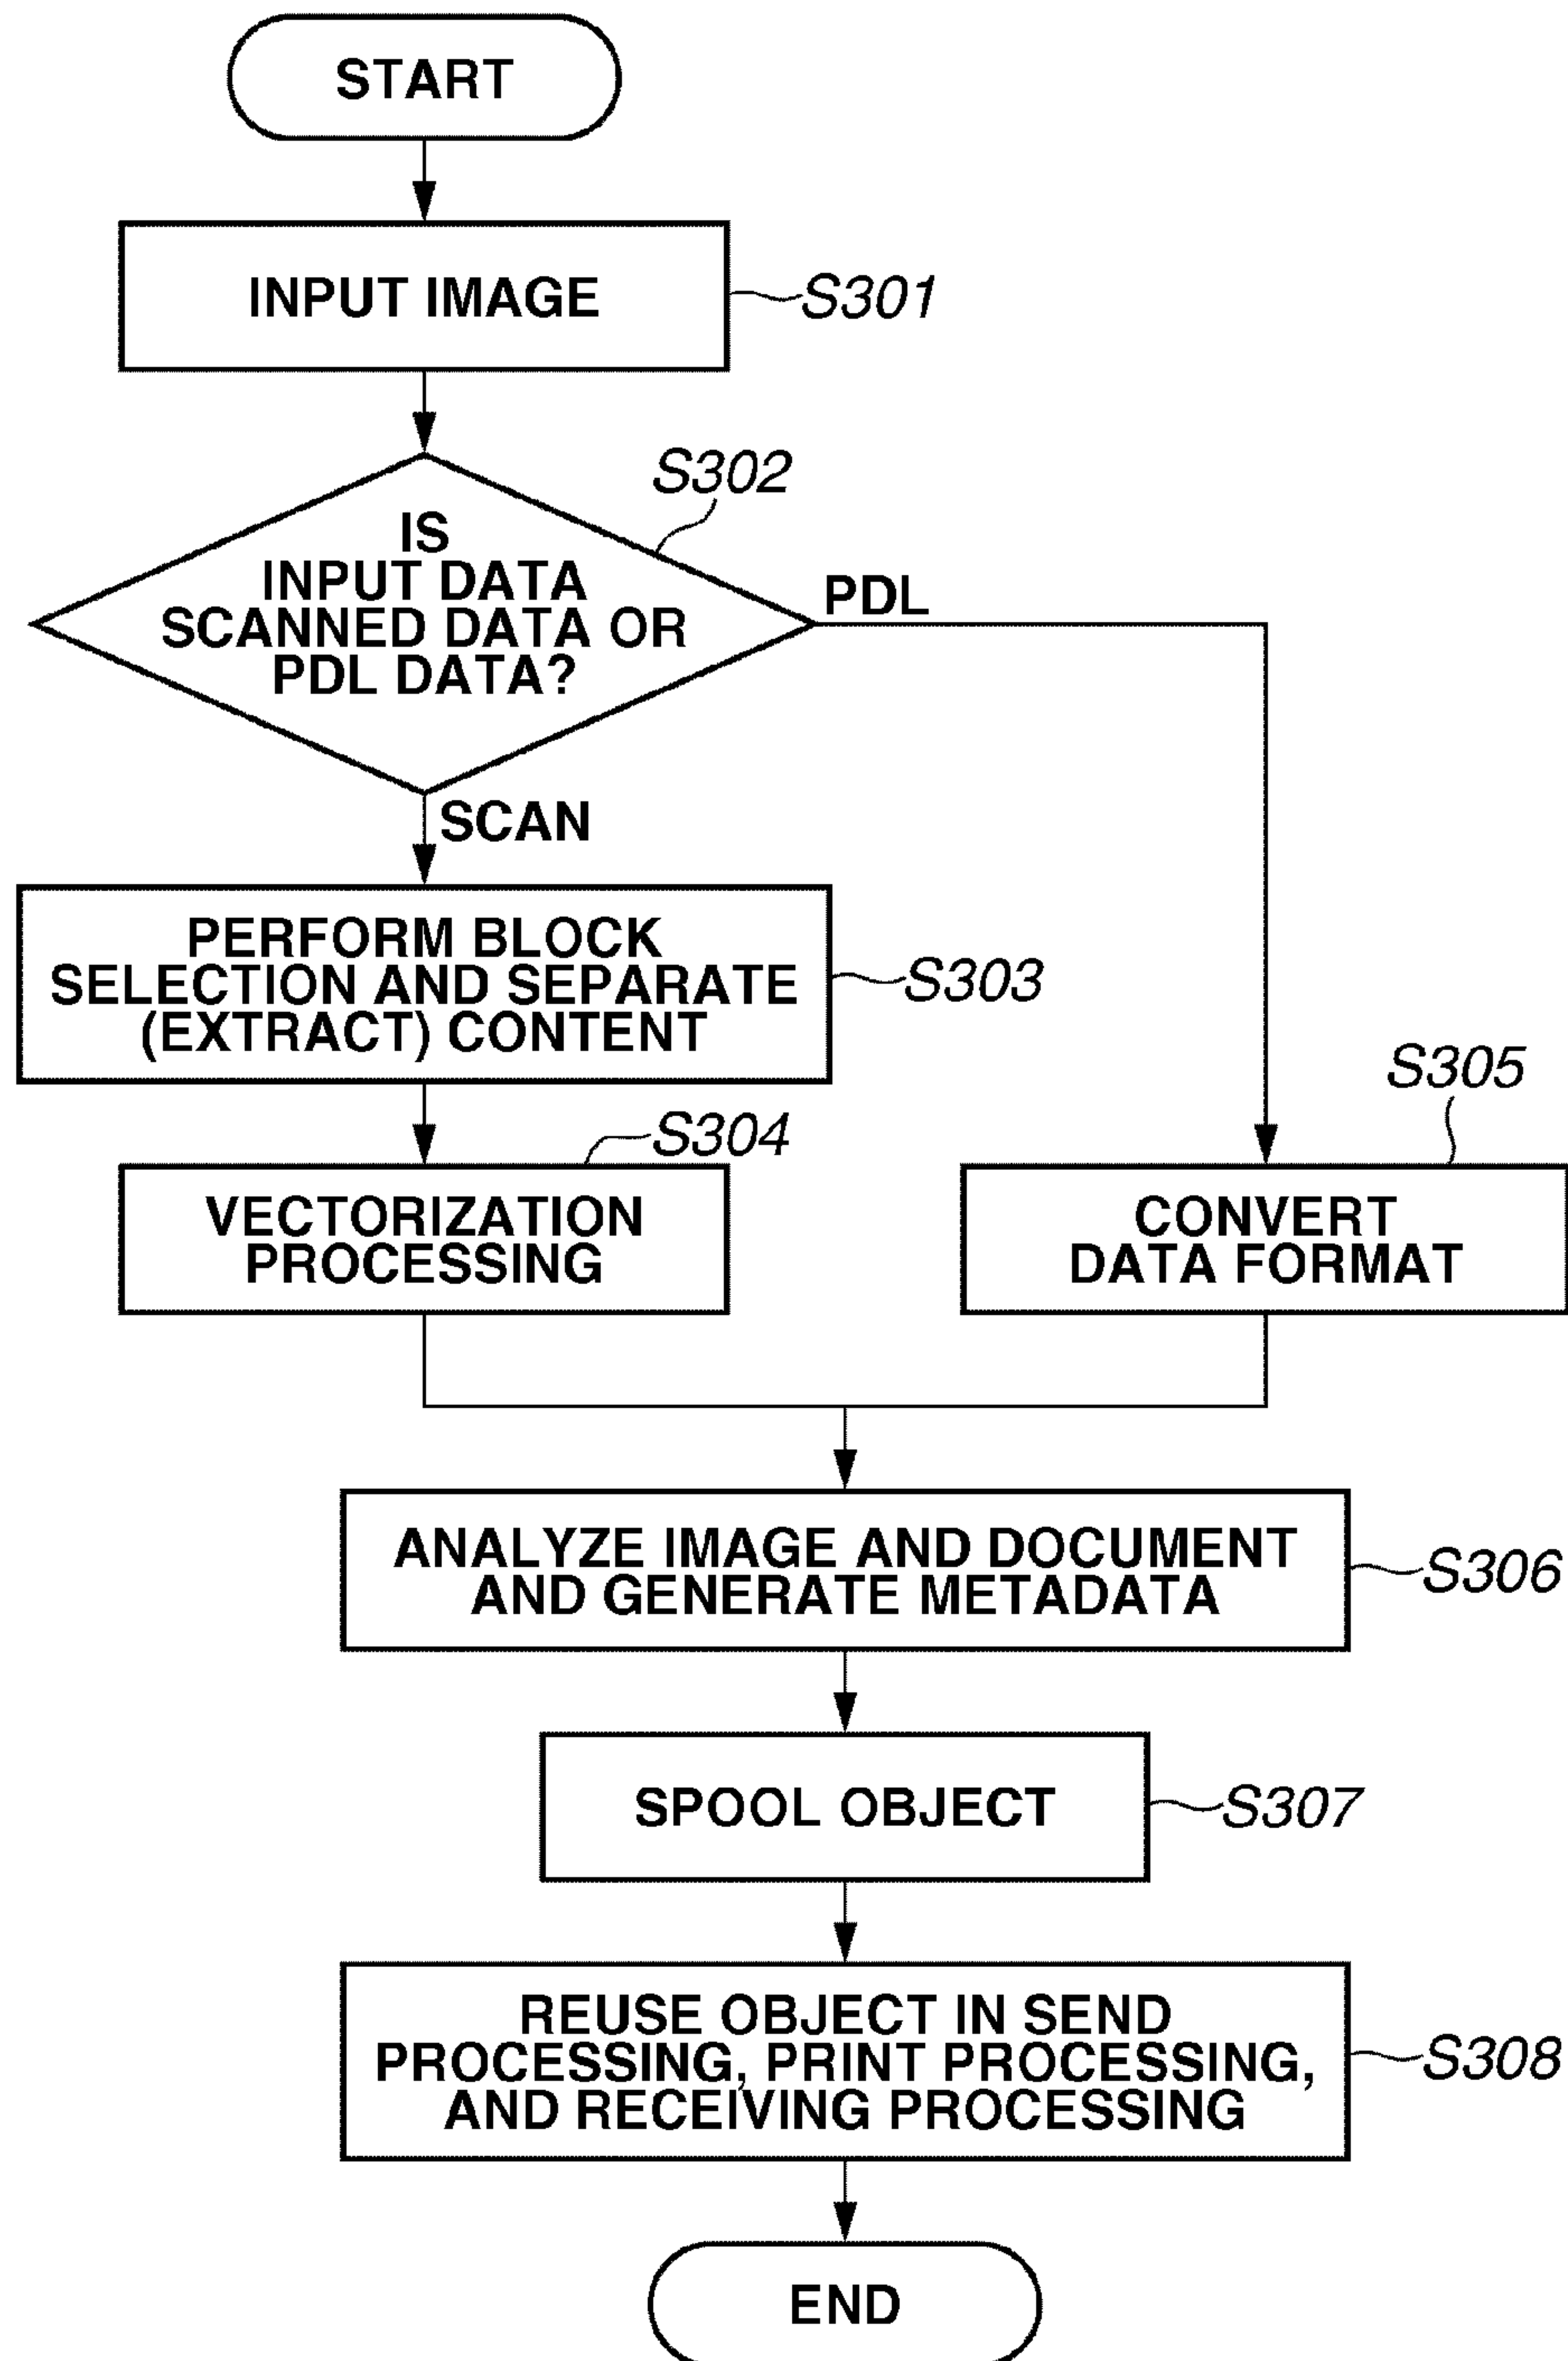 START
INPUT IMAGE
S301
S302
IS
INPUT DATA
SCANNED DATA OR
PDL DATA?
PDL
SCAN
PERFORM BLOCK
SELECTION AND SEPARATE
(EXTRACT) CONTENT
S303
S304
VECTORIZATION
PROCESSING
S305
CONVERT
DATA FORMAT
ANALYZE IMAGE AND DOCUMENT
AND GENERATE METADATA
S306
SPOOL OBJECT
S307
REUSE OBJECT IN SEND
PROCESSING, PRINT PROCESSING,
AND RECEIVING PROCESSING
S308
END